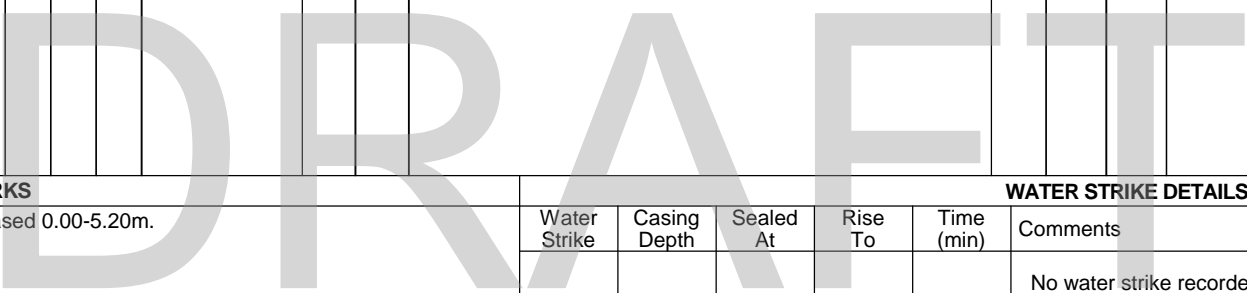 DRAFT
RKS
WATER STRIKE DETAILS
sed 0.00-5.20m.
Water Strike
Casing Depth
Sealed At
Rise To
Time (min)
Comments
No water strike recorde